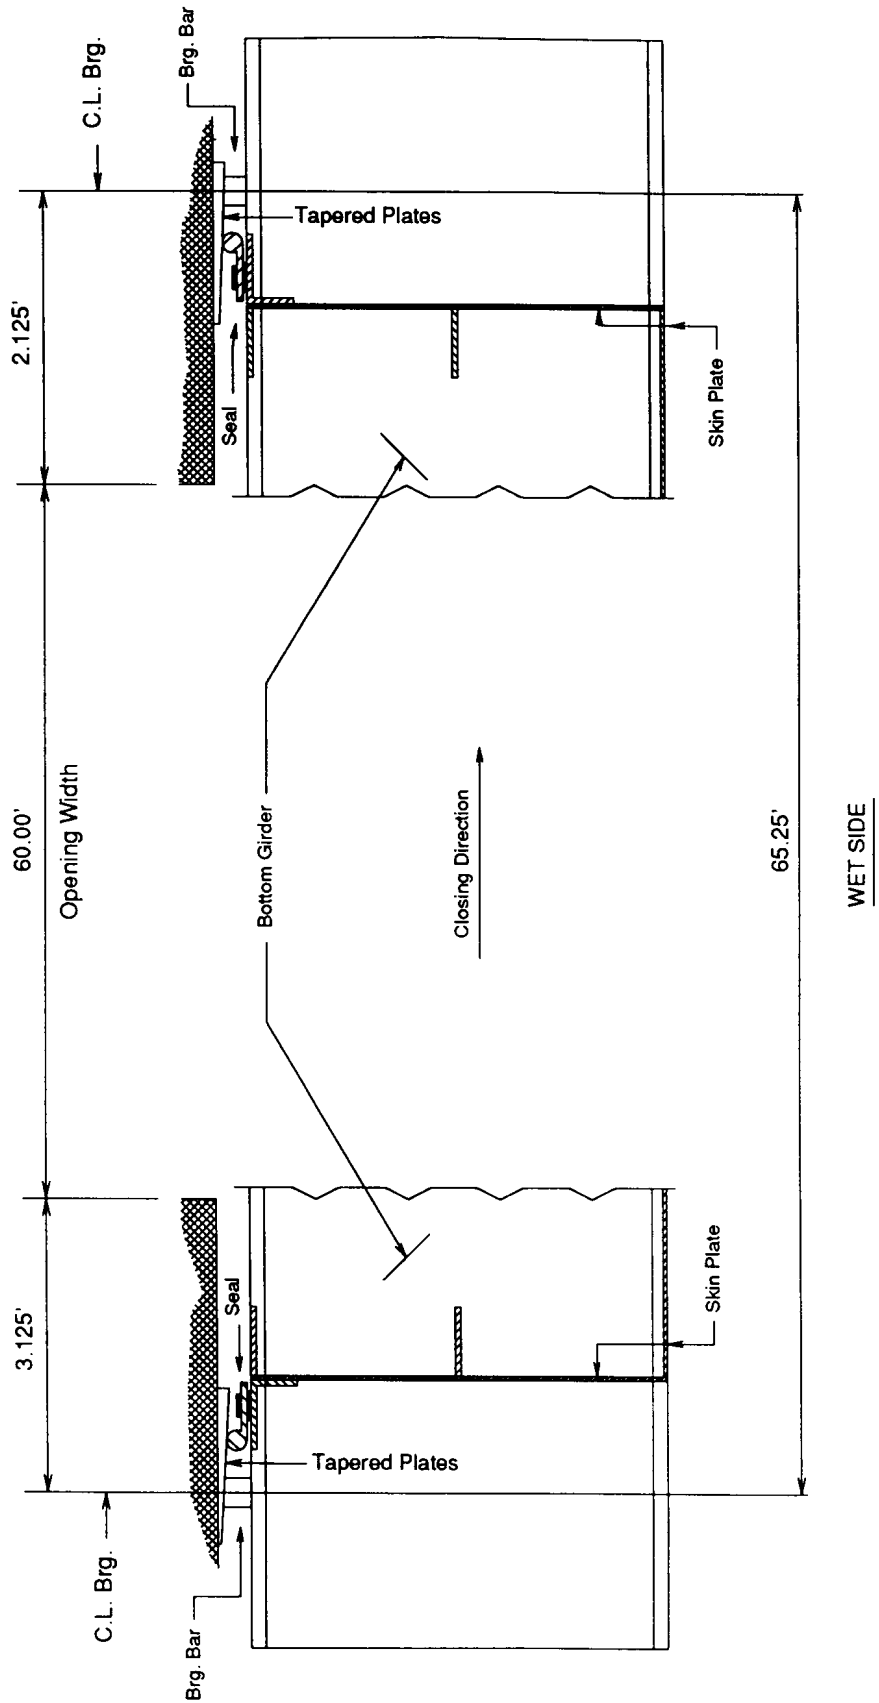 3.125'
60.00'
2.125'
Opening Width
C.L. Brg.
C.L. Brg.
Brg. Bar
Seal
Seal
Brg. Bar
Tapered Plates
Tapered Plates
Bottom Girder
Closing Direction
Skin Plate
Skin Plate
65.25'
WET SIDE